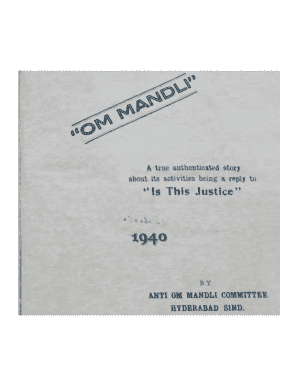 "OM MANDLI"
A true authenticated story
about its activities being a reply to
"Is This Justice"
1940
BY
ANTI OM MANDLI COMMITTEE
HYDERABAD SIND.